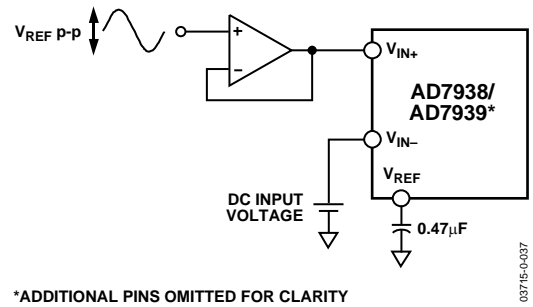 VREF p-p
+
–
VIN+
AD7938/
AD7939*
VIN–
VREF
DC INPUT
VOLTAGE
0.47µF
*ADDITIONAL PINS OMITTED FOR CLARITY
03715-0-037